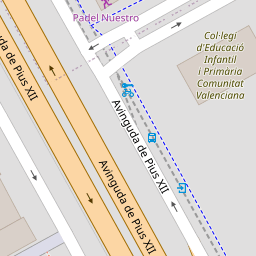 Padel Nuestro
Col·legi
d'Educació
Infantil
i Primària
Comunitat
Valenciana
Avinguda de Pius XII
Avinguda de Pius XII
Avinguda de Pius XII